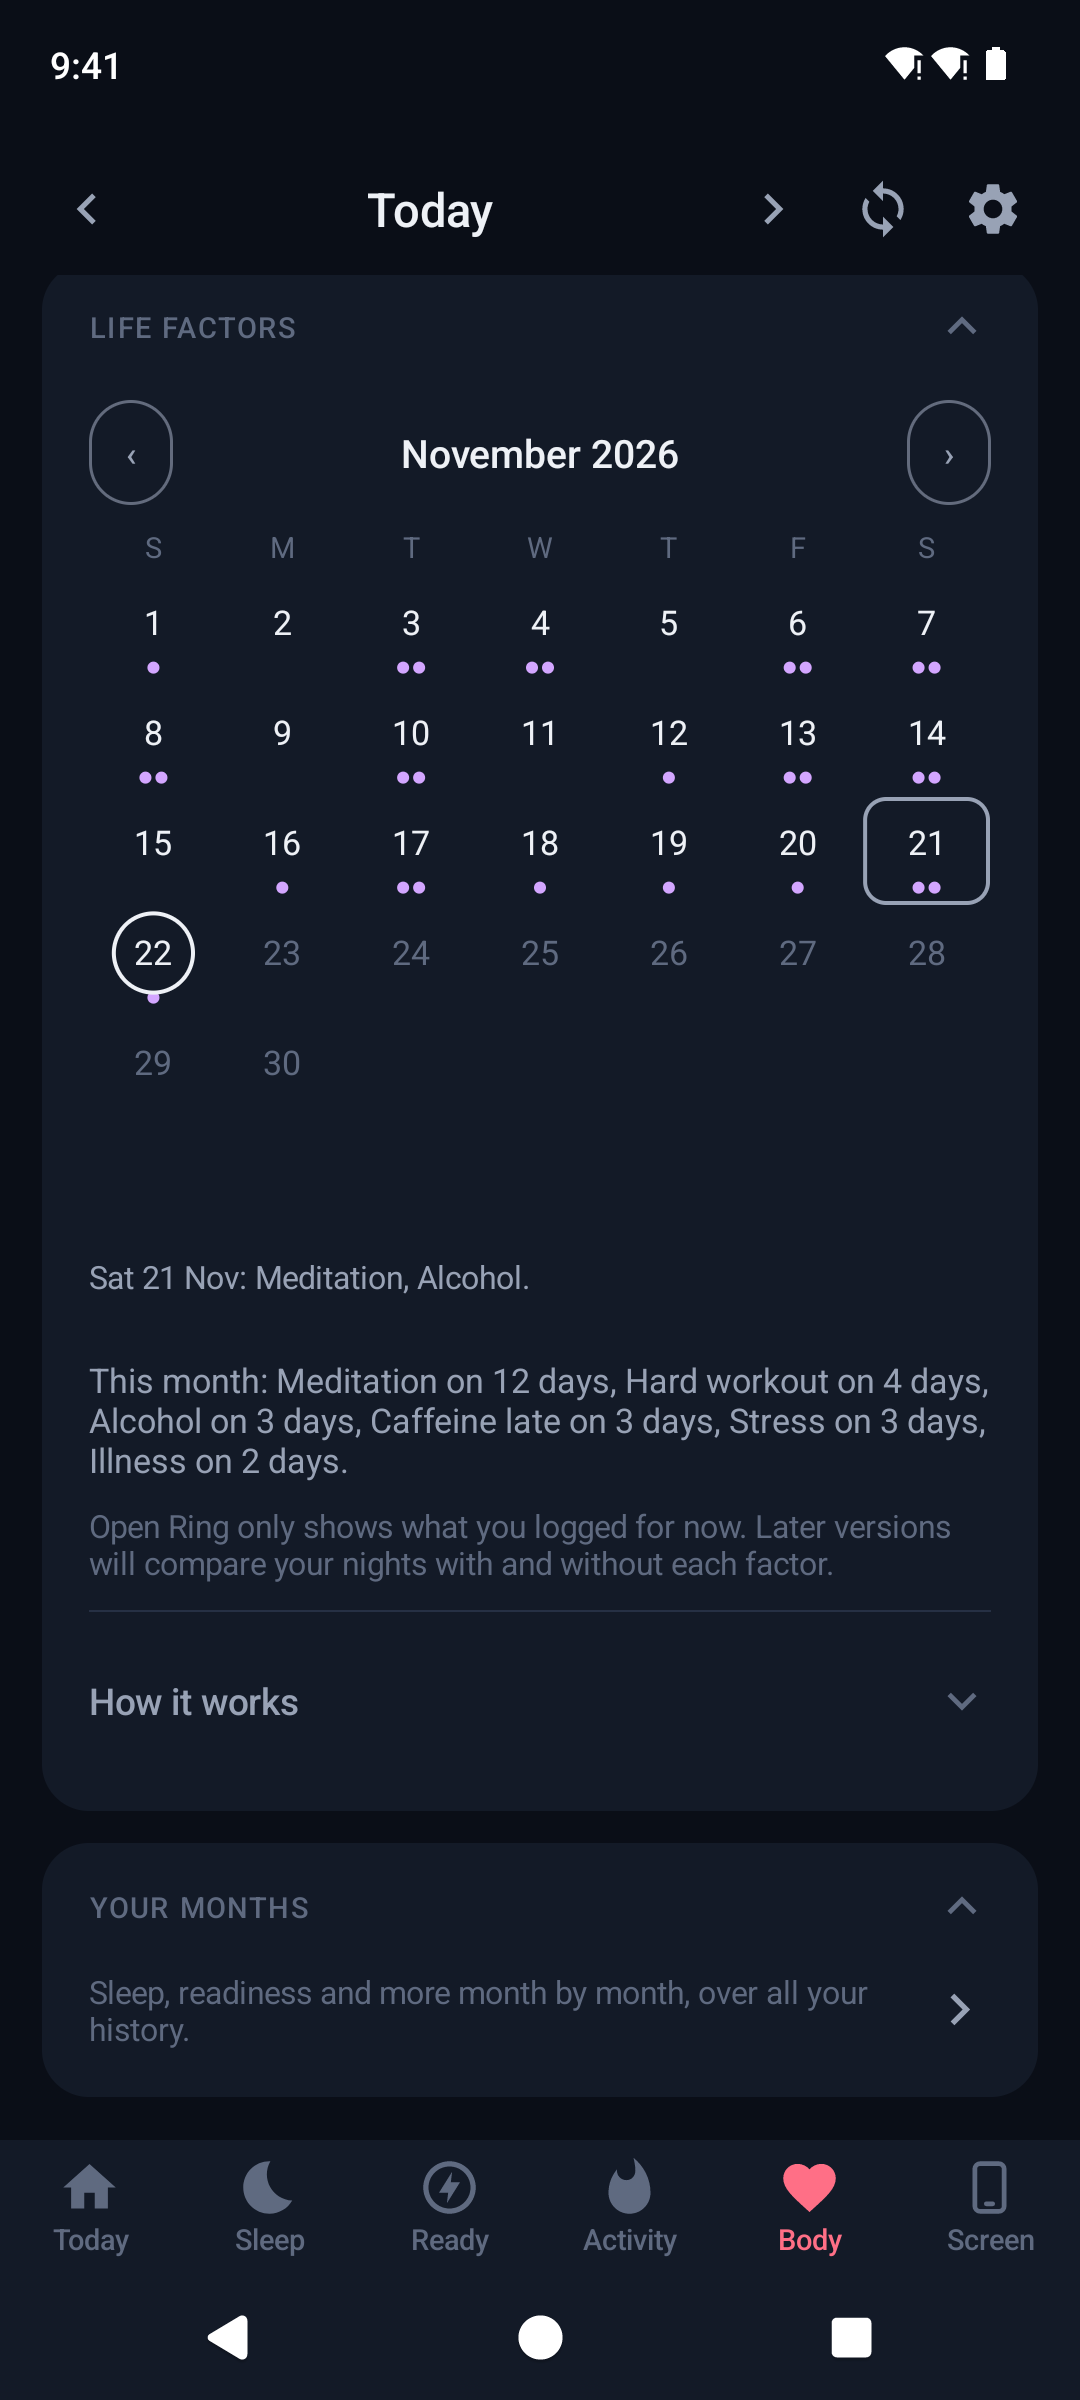 9:41
Today
LIFE FACTORS
‹ November 2026 ›
S M T W T F S
1 2 3 4 5 6 7
8 9 10 11 12 13 14
15 16 17 18 19 20 21
22 23 24 25 26 27 28
29 30
Sat 21 Nov: Meditation, Alcohol.
This month: Meditation on 12 days, Hard workout on 4 days,
Alcohol on 3 days, Caffeine late on 3 days, Stress on 3 days,
Illness on 2 days.
Open Ring only shows what you logged for now. Later versions
will compare your nights with and without each factor.
How it works
YOUR MONTHS
Sleep, readiness and more month by month, over all your
history.
Today Sleep Ready Activity Body Screen